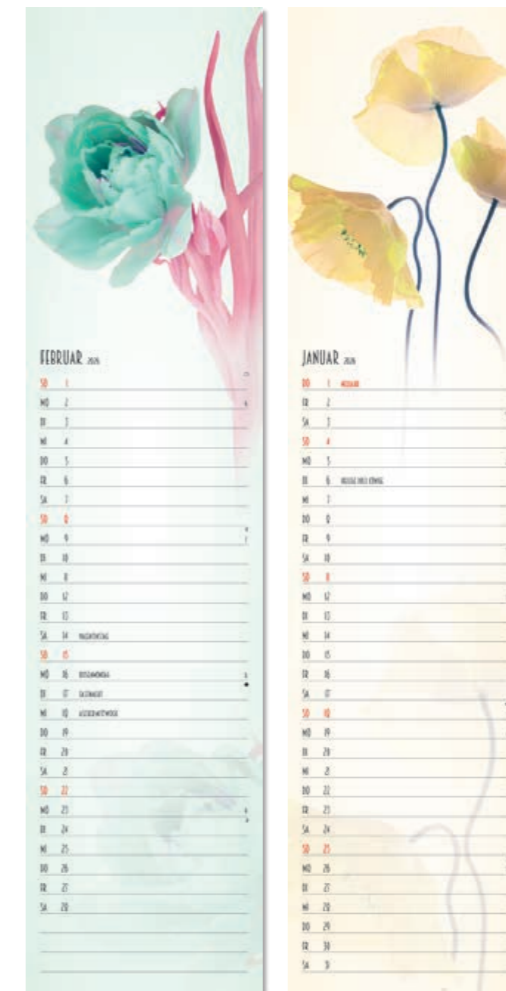 FEBRUAR 2026
SO 1
MO 2
DI 3
MI 4
DO 5
FR 6
SA 7
SO 8
MO 9
DI 10
MI 11
DO 12
FR 13
SA 14 VALENTINSTAG
SO 15
MO 16 ROSENMONTAG
DI 17 FASTNACHT
MI 18 ASCHERMITTWOCH
DO 19
FR 20
SA 21
SO 22
MO 23
DI 24
MI 25
DO 26
FR 27
SA 28
JANUAR 2026
DO 1 NEUJAHR
FR 2
SA 3
SO 4
MO 5
DI 6 HEILIGE DREI KÖNIGE
MI 7
DO 8
FR 9
SA 10
SO 11
MO 12
DI 13
MI 14
DO 15
FR 16
SA 17
SO 18
MO 19
DI 20
MI 21
DO 22
FR 23
SA 24
SO 25
MO 26
DI 27
MI 28
DO 29
FR 30
SA 31